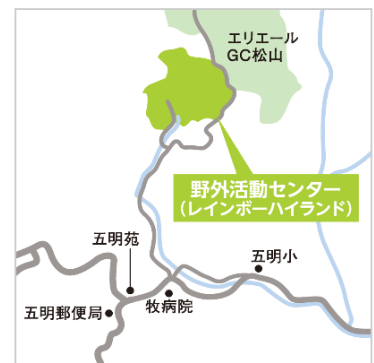 エリエール
GC松山
野外活動センター
(レインボーハイランド)
五明苑
五明小
五明郵便局
牧病院